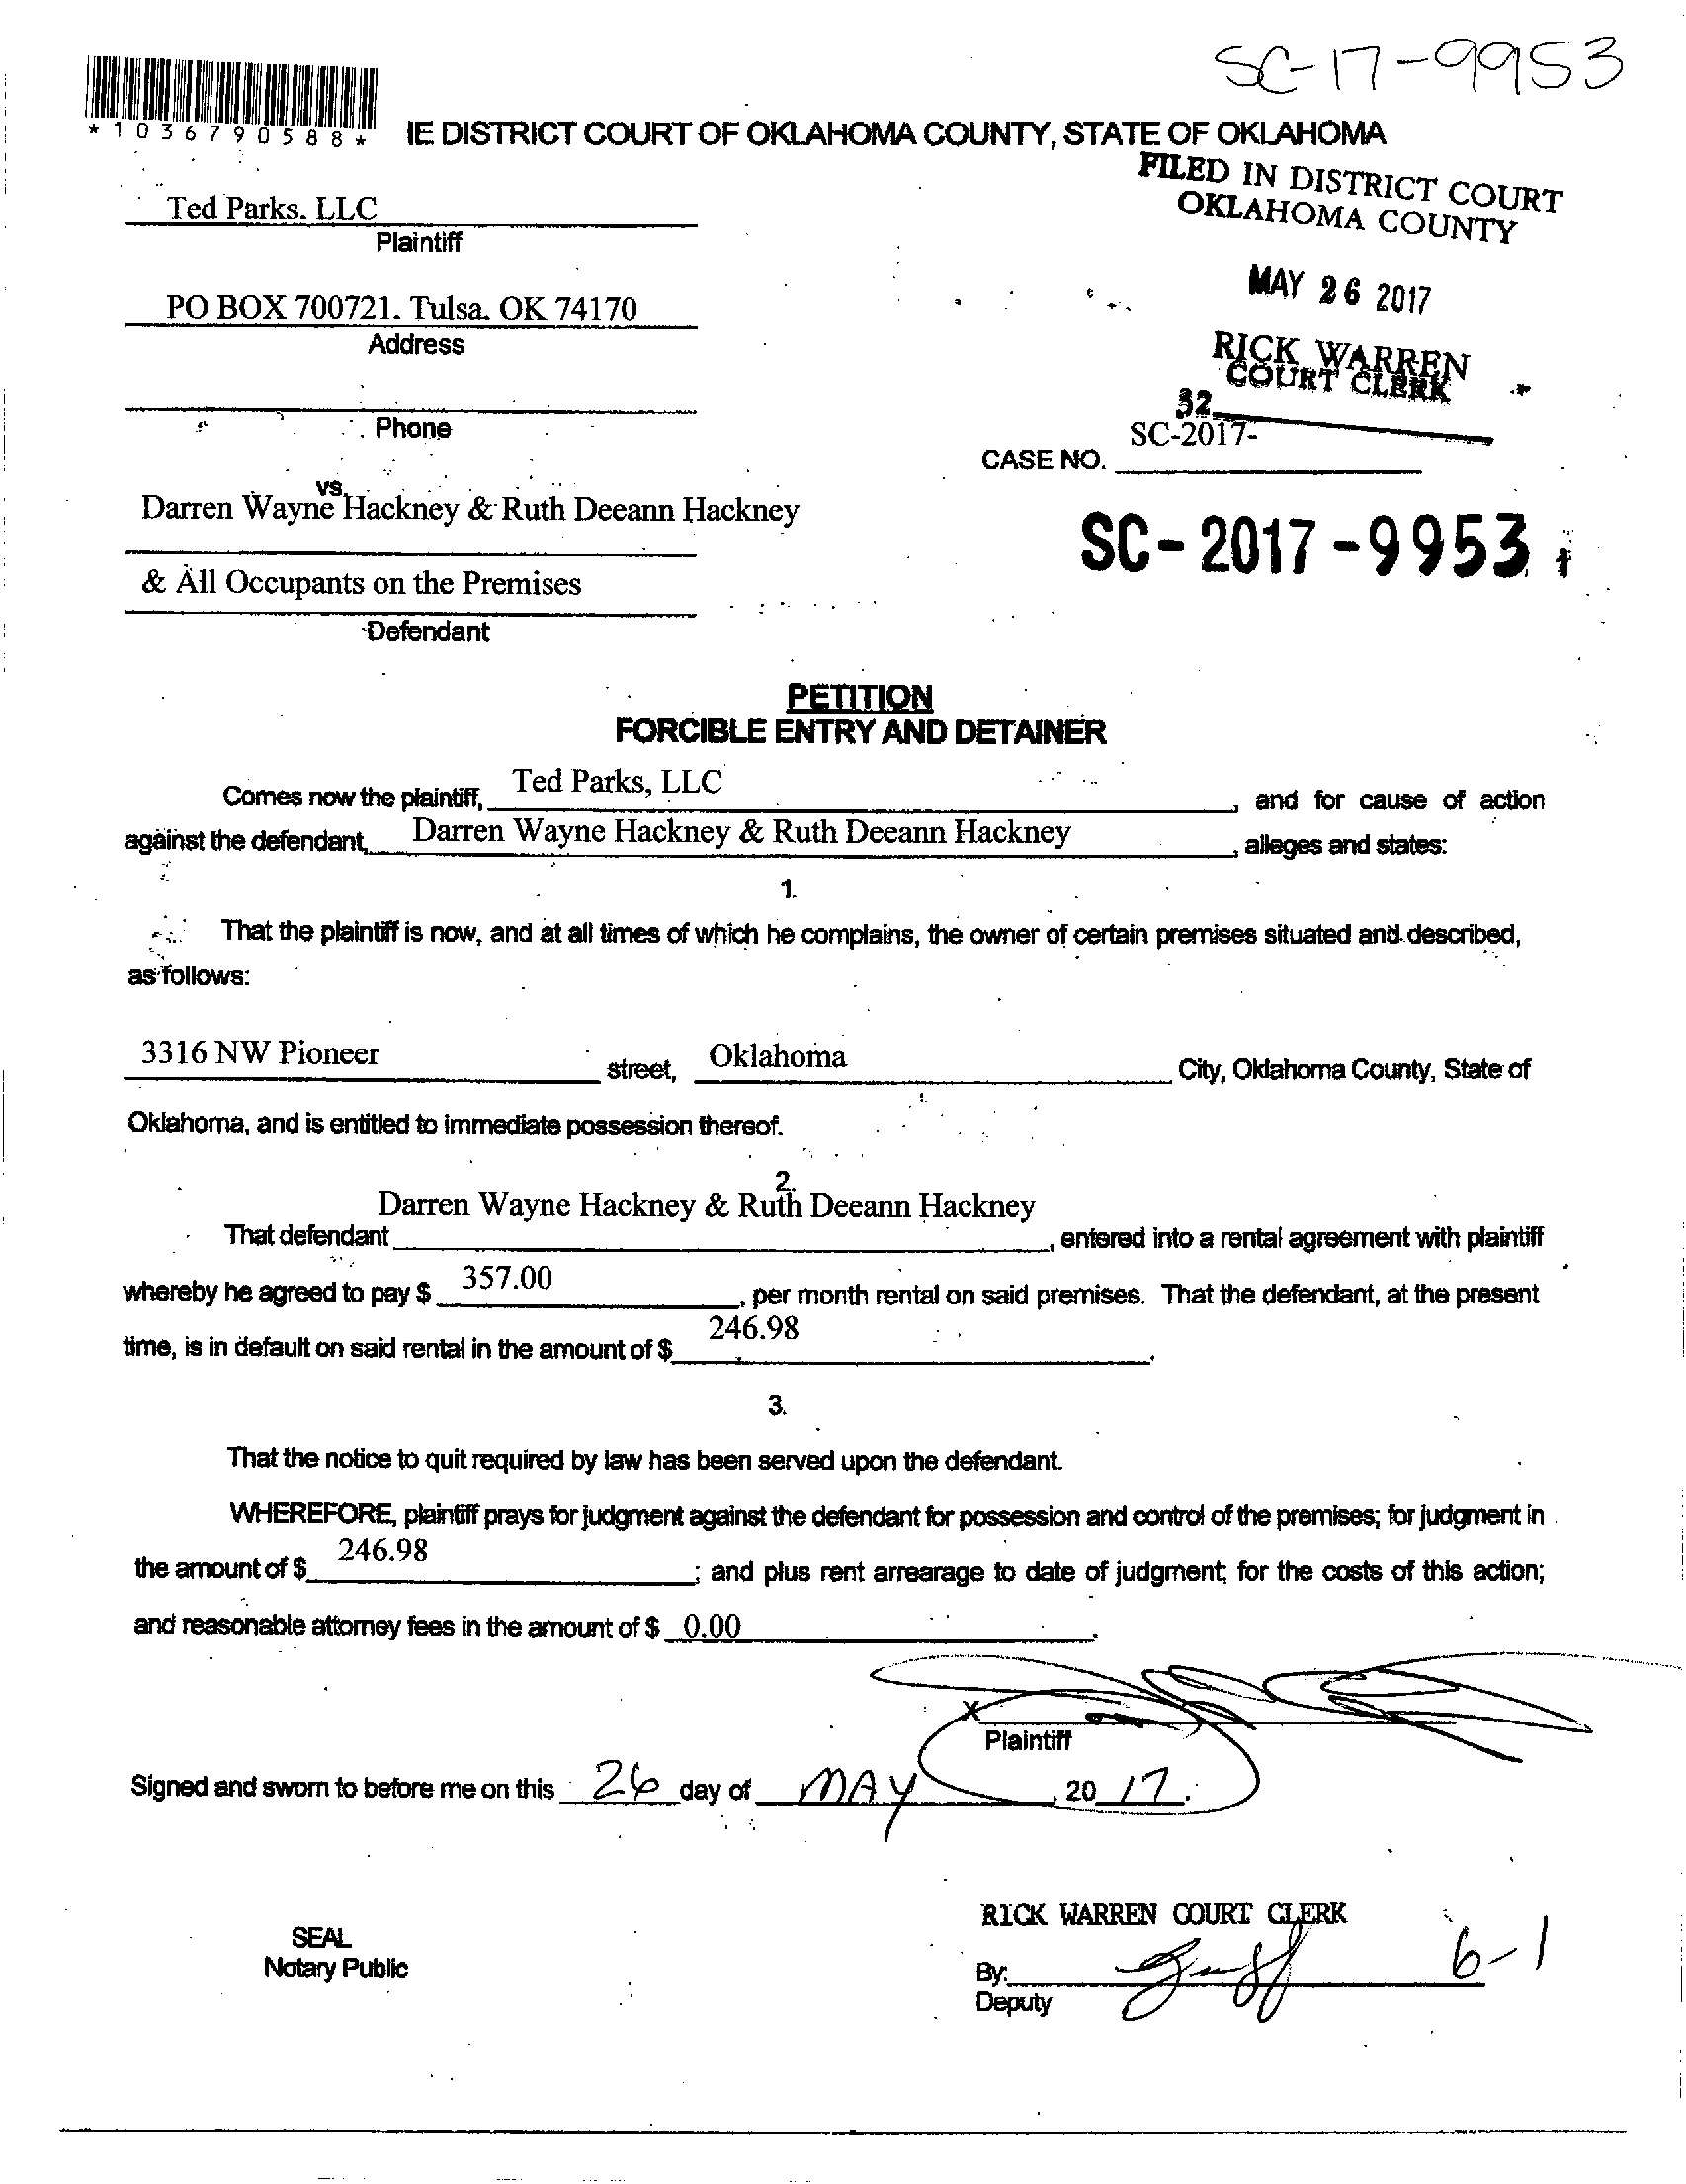 SC-17-9953
*1036790588*
IE DISTRICT COURT OF OKLAHOMA COUNTY, STATE OF OKLAHOMA
FILED IN DISTRICT COURT
OKLAHOMA COUNTY
Ted Parks, LLC
Plaintiff
MAY 26 2017
PO BOX 700721, Tulsa, OK 74170
Address
RICK WARREN
COURT CLERK
32
Phone
SC-2017-
CASE NO.
vs.
Darren Wayne Hackney & Ruth Deeann Hackney
SC-2017-9953
& All Occupants on the Premises
Defendant
PETITION
FORCIBLE ENTRY AND DETAINER
Comes now the plaintiff, Ted Parks, LLC, and for cause of action
against the defendant, Darren Wayne Hackney & Ruth Deeann Hackney, alleges and states:
1.
That the plaintiff is now, and at all times of which he complains, the owner of certain premises situated and described,
as follows:
3316 NW Pioneer street, Oklahoma City, Oklahoma County, State of
Oklahoma, and is entitled to immediate possession thereof.
2.
That defendant Darren Wayne Hackney & Ruth Deeann Hackney, entered into a rental agreement with plaintiff
whereby he agreed to pay $ 357.00, per month rental on said premises. That the defendant, at the present
time, is in default on said rental in the amount of $ 246.98.
3.
That the notice to quit required by law has been served upon the defendant.
WHEREFORE, plaintiff prays for judgment against the defendant for possession and control of the premises; for judgment in
the amount of $ 246.98; and plus rent arrearage to date of judgment; for the costs of this action;
and reasonable attorney fees in the amount of $ 0.00.
X
Plaintiff
Signed and sworn to before me on this 26 day of MAY, 20 17.
RICK WARREN COURT CLERK
SEAL
Notary Public
By:
6-1
Deputy